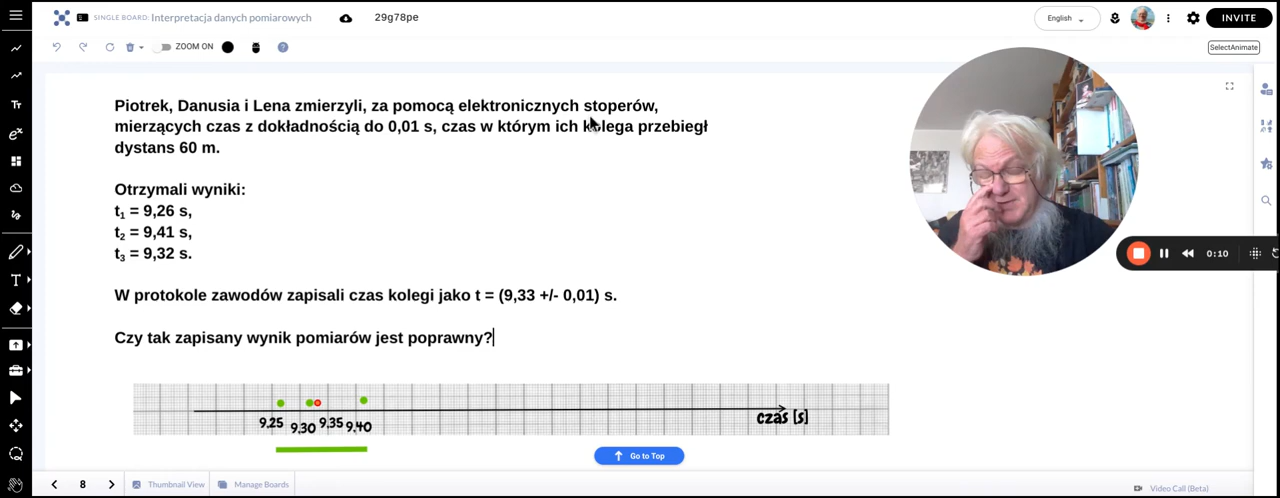 SINGLE BOARD: Interpretacja danych pomiarowych
29g78pe
English
INVITE
ZOOM ON
SelectAnimate
Piotrek, Danusia i Lena zmierzyli, za pomocą elektronicznych stoperów,
mierzących czas z dokładnością do 0,01 s, czas w którym ich kolega przebiegł
dystans 60 m.
Otrzymali wyniki:
t₁ = 9,26 s,
t₂ = 9,41 s,
t₃ = 9,32 s.
0:10
W protokole zawodów zapisali czas kolegi jako t = (9,33 +/- 0,01) s.
Czy tak zapisany wynik pomiarów jest poprawny?
9,25 9,30 9,35 9,40 czas [s]
Go to Top
8
Thumbnail View
Manage Boards
Video Call (Beta)
Tт
eˣ
T